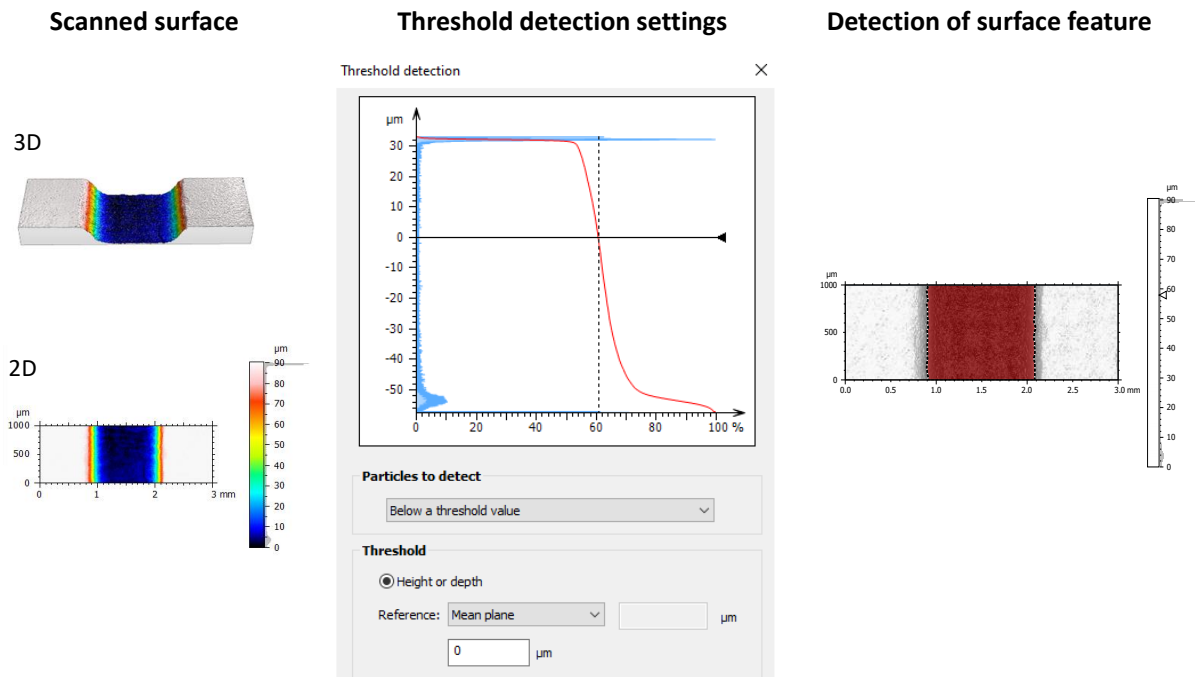 Scanned surface
Threshold detection settings
Detection of surface feature
3D
2D
µm
90
80
70
60
50
40
30
20
10
0
µm
1000
500
0
0 1 2 3 mm
Threshold detection
µm
30
20
10
0
-10
-20
-30
-40
-50
0 20 40 60 80 100 %
Particles to detect
Below a threshold value
Threshold
Height or depth
Reference: Mean plane µm
0 µm
µm
1000
500
0
0.0 0.5 1.0 1.5 2.0 2.5 3.0 mm
µm
90
80
70
60
50
40
30
20
10
0